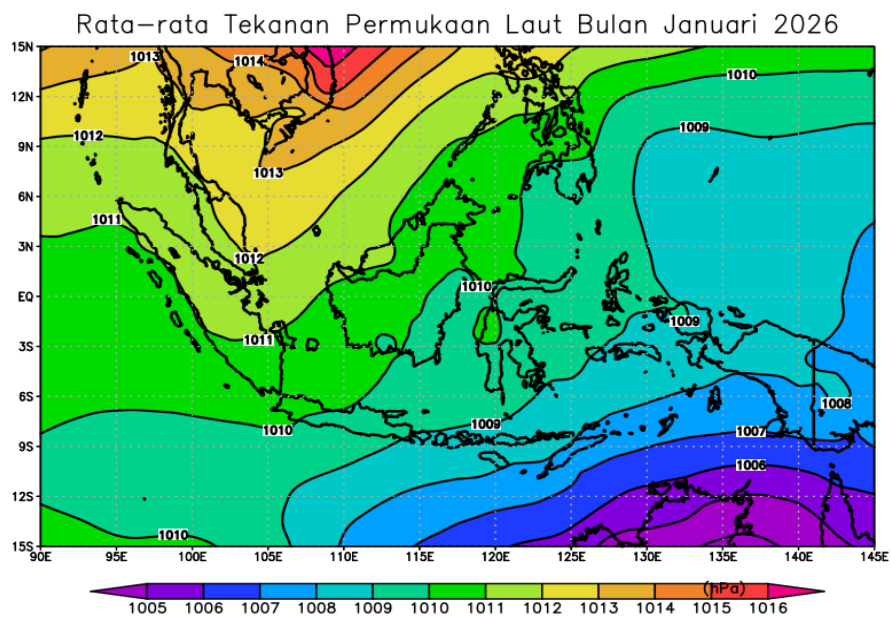 Rata-rata Tekanan Permukaan Laut Bulan Januari 2026
15N
12N
9N
6N
3N
EQ
3S
6S
9S
12S
15S
1013
1014
1010
1012
1009
1013
1011
1012
1010
1009
1011
1008
1010
1009
1007
1006
1010
90E 95E 100E 105E 110E 115E 120E 125E 130E 135E 140E 145E
(hPa)
1005 1006 1007 1008 1009 1010 1011 1012 1013 1014 1015 1016